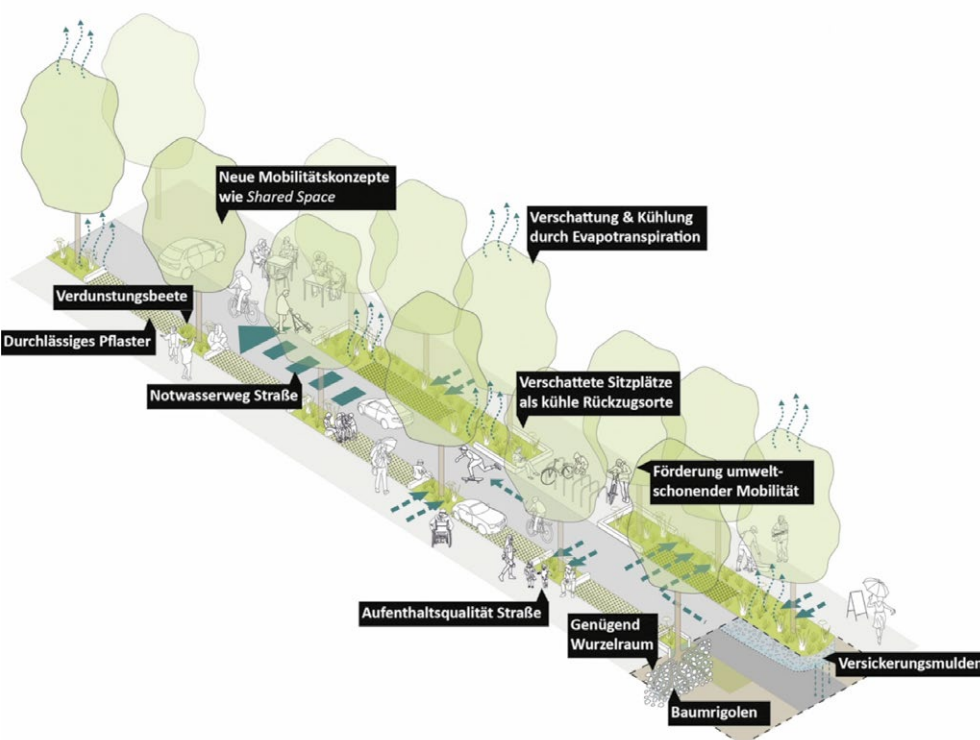 Neue Mobilitätskonzepte
wie Shared Space
Verschattung & Kühlung
durch Evapotranspiration
Verdunstungsbeete
Durchlässiges Pflaster
Notwasserweg Straße
Verschattete Sitzplätze
als kühle Rückzugsorte
Förderung umwelt-
schonender Mobilität
Aufenthaltsqualität Straße
Genügend
Wurzelraum
Versickerungsmulden
Baumrigolen